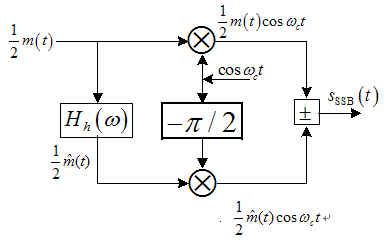 ½ m(t)
½ m(t)cos ω_c t
cos ω_c t
H_h(ω)
−π / 2
±
s_SSB(t)
½ m̂(t)
. ½ m̂(t)cos ω_c t↵